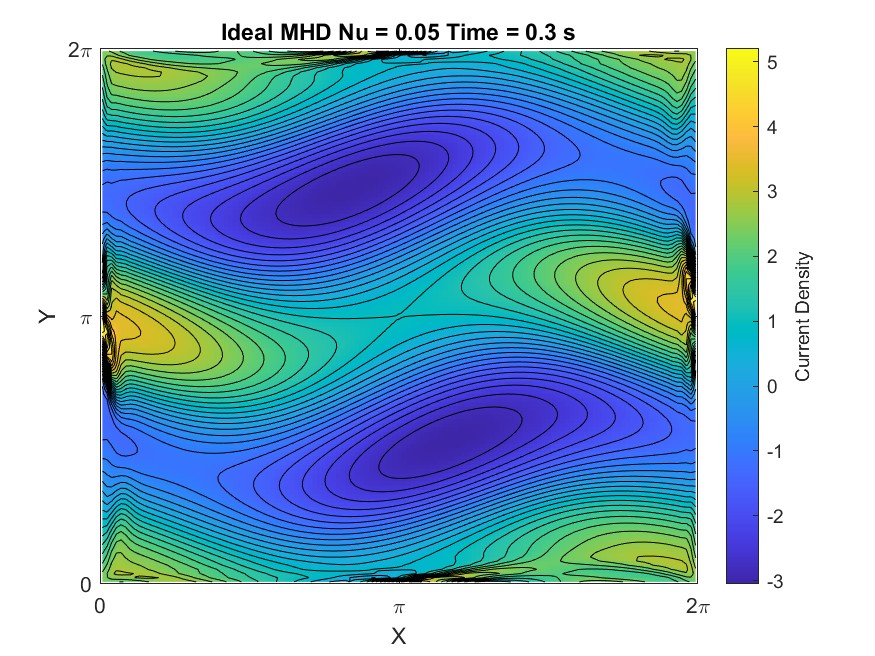 Ideal MHD Nu = 0.05 Time = 0.3 s
2π
π
0
Y
0
π
2π
X
5
4
3
2
1
0
-1
-2
-3
Current Density